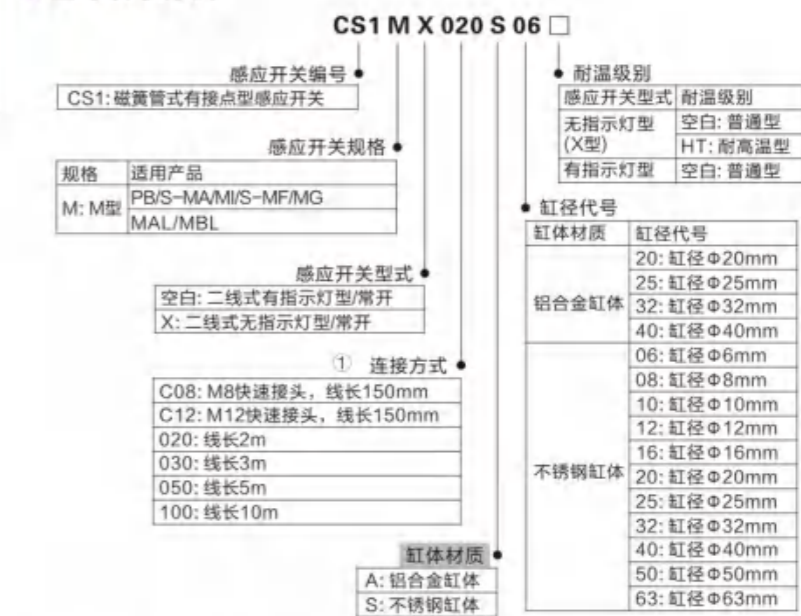 CS1 M X 020 S 06 □
感应开关编号
CS1: 磁簧管式有接点型感应开关
感应开关规格
规格 适用产品
M: M型 PB/S-MA/MI/S-MF/MG
MAL/MBL
感应开关型式
空白: 二线式有指示灯型/常开
X: 二线式无指示灯型/常开
① 连接方式
C08: M8快速接头，线长150mm
C12: M12快速接头，线长150mm
020: 线长2m
030: 线长3m
050: 线长5m
100: 线长10m
缸体材质
A: 铝合金缸体
S: 不锈钢缸体
耐温级别
感应开关型式 耐温级别
无指示灯型 空白: 普通型
(X型) HT: 耐高温型
有指示灯型 空白: 普通型
缸径代号
缸体材质 缸径代号
铝合金缸体
20: 缸径Φ20mm
25: 缸径Φ25mm
32: 缸径Φ32mm
40: 缸径Φ40mm
不锈钢缸体
06: 缸径Φ6mm
08: 缸径Φ8mm
10: 缸径Φ10mm
12: 缸径Φ12mm
16: 缸径Φ16mm
20: 缸径Φ20mm
25: 缸径Φ25mm
32: 缸径Φ32mm
40: 缸径Φ40mm
50: 缸径Φ50mm
63: 缸径Φ63mm